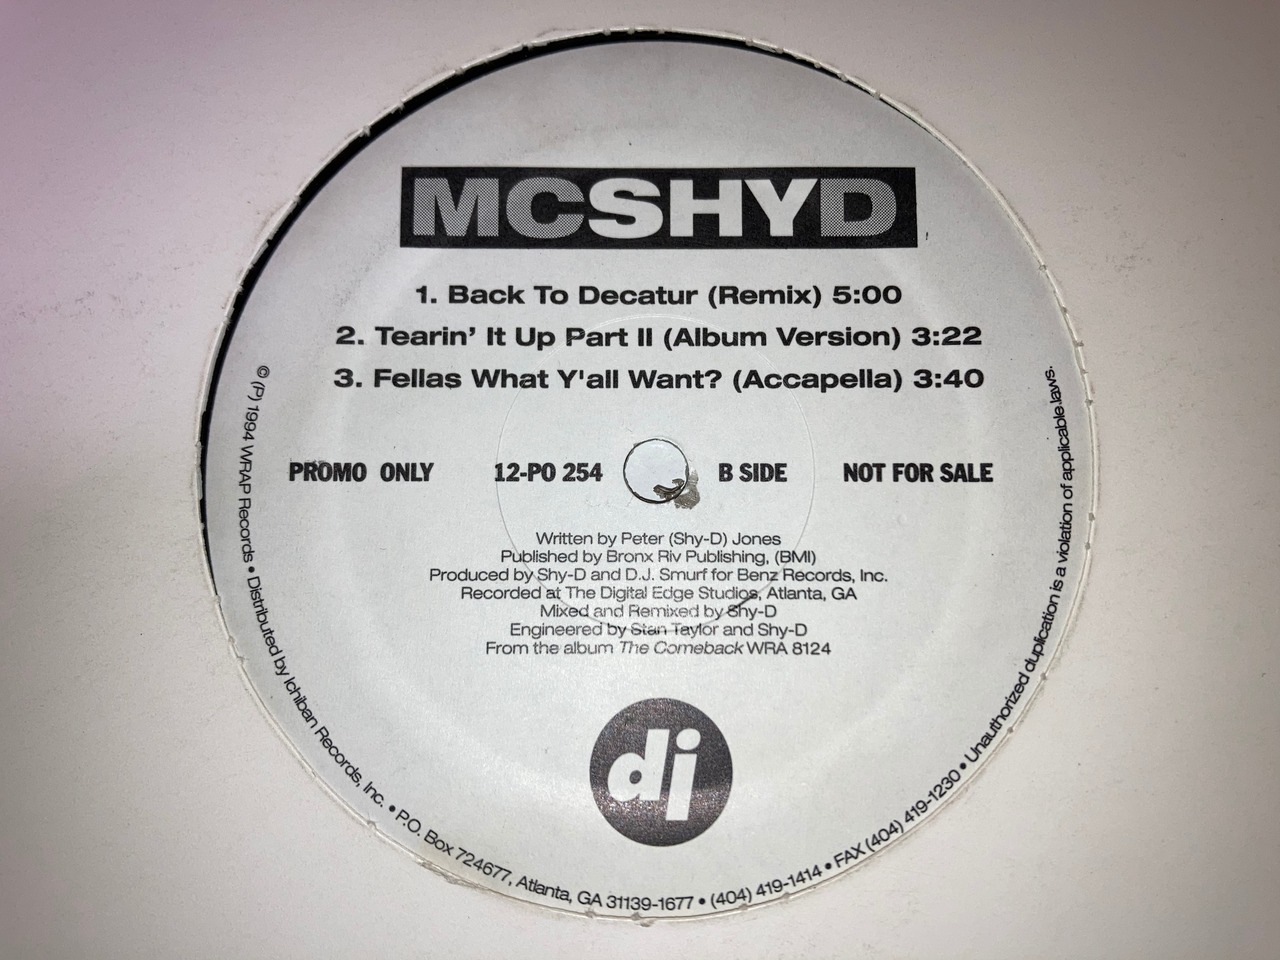 MCSHYD
1. Back To Decatur (Remix) 5:00
2. Tearin' It Up Part II (Album Version) 3:22
3. Fellas What Y'all Want? (Accapella) 3:40
PROMO ONLY 12-PO 254 B SIDE NOT FOR SALE
Written by Peter (Shy-D) Jones
Published by Bronx Riv Publishing, (BMI)
Produced by Shy-D and D.J. Smurf for Benz Records, Inc.
Recorded at The Digital Edge Studios, Atlanta, GA
Mixed and Remixed by Shy-D
Engineered by Stan Taylor and Shy-D
From the album The Comeback WRA 8124
dj
© (P) 1994 WRAP Records • Distributed by Ichiban Records, Inc. • P.O. Box 724677, Atlanta, GA 31139-1677 • (404) 419-1414 • FAX (404) 419-1230 • Unauthorized duplication is a violation of applicable laws.